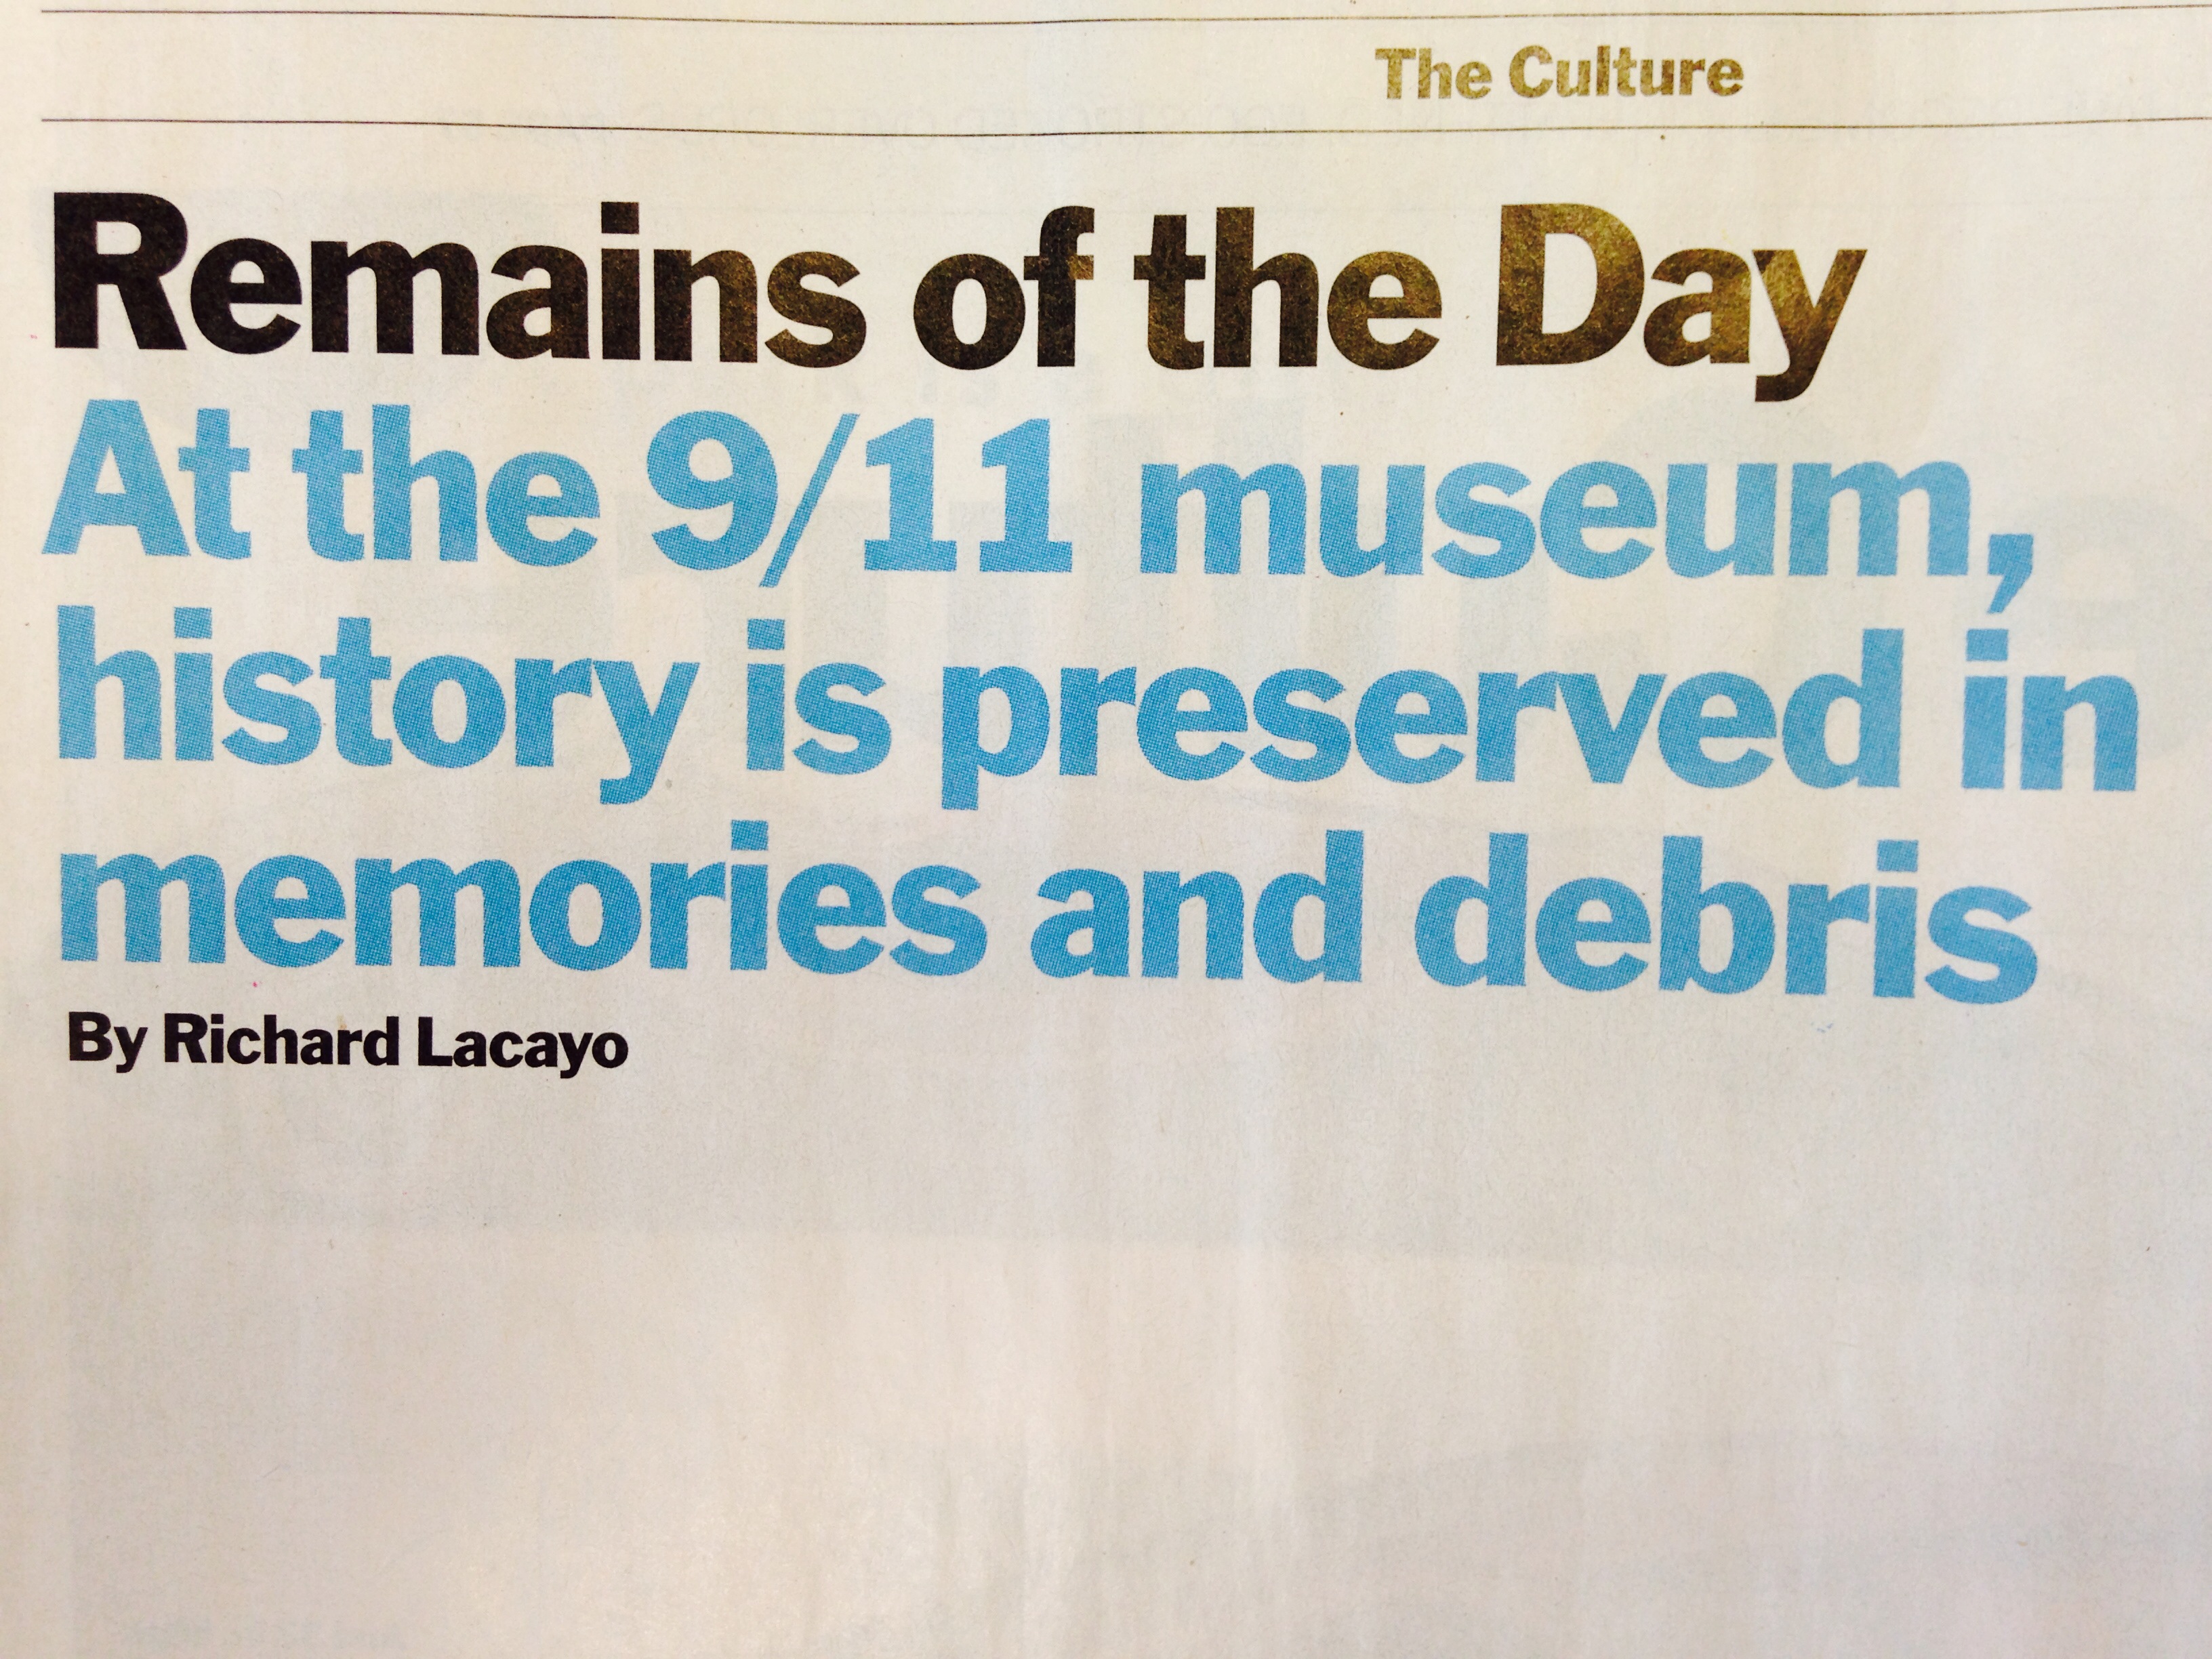 The Culture
Remains of the Day
At the 9/11 museum,
history is preserved in
memories and debris
By Richard Lacayo